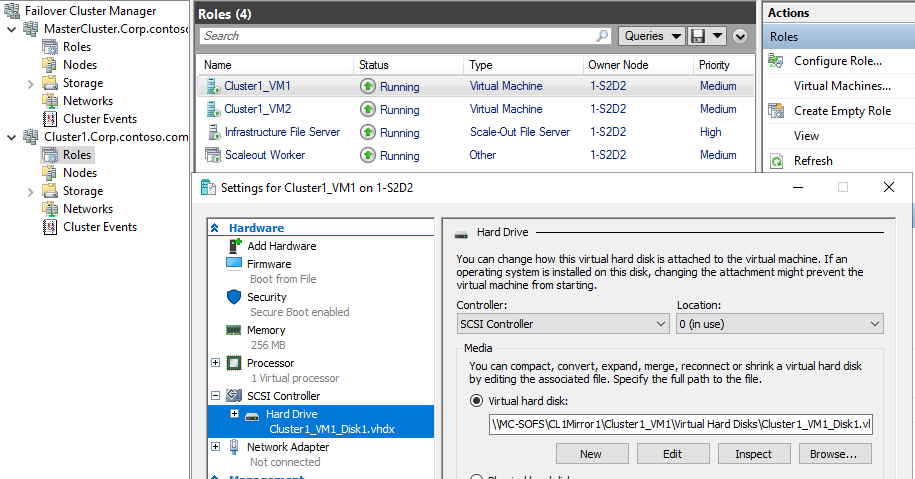 Failover Cluster Manager
MasterCluster.Corp.contoso
Roles
Nodes
Storage
Networks
Cluster Events
Cluster1.Corp.contoso.com
Roles
Nodes
Storage
Networks
Cluster Events
Roles (4)
Search
Queries
Name Status Type Owner Node Priority
Cluster1_VM1 Running Virtual Machine 1-S2D2 Medium
Cluster1_VM2 Running Virtual Machine 1-S2D2 Medium
Infrastructure File Server Running Scale-Out File Server 1-S2D2 High
Scaleout Worker Running Other 1-S2D2 Medium
Actions
Roles
Configure Role...
Virtual Machines...
Create Empty Role
View
Refresh
Settings for Cluster1_VM1 on 1-S2D2
Hardware
Add Hardware
Firmware
Boot from File
Security
Secure Boot enabled
Memory
256 MB
Processor
1 Virtual processor
SCSI Controller
Hard Drive
Cluster1_VM1_Disk1.vhdx
Network Adapter
Not connected
Management
Hard Drive
You can change how this virtual hard disk is attached to the virtual machine. If an
operating system is installed on this disk, changing the attachment might prevent the
virtual machine from starting.
Controller: Location:
SCSI Controller 0 (in use)
Media
You can compact, convert, expand, merge, reconnect or shrink a virtual hard disk
by editing the associated file. Specify the full path to the file.
Virtual hard disk:
\\MC-SOFS\CL1Mirror1\Cluster1_VM1\Virtual Hard Disks\Cluster1_VM1_Disk1.vl
New Edit Inspect Browse...